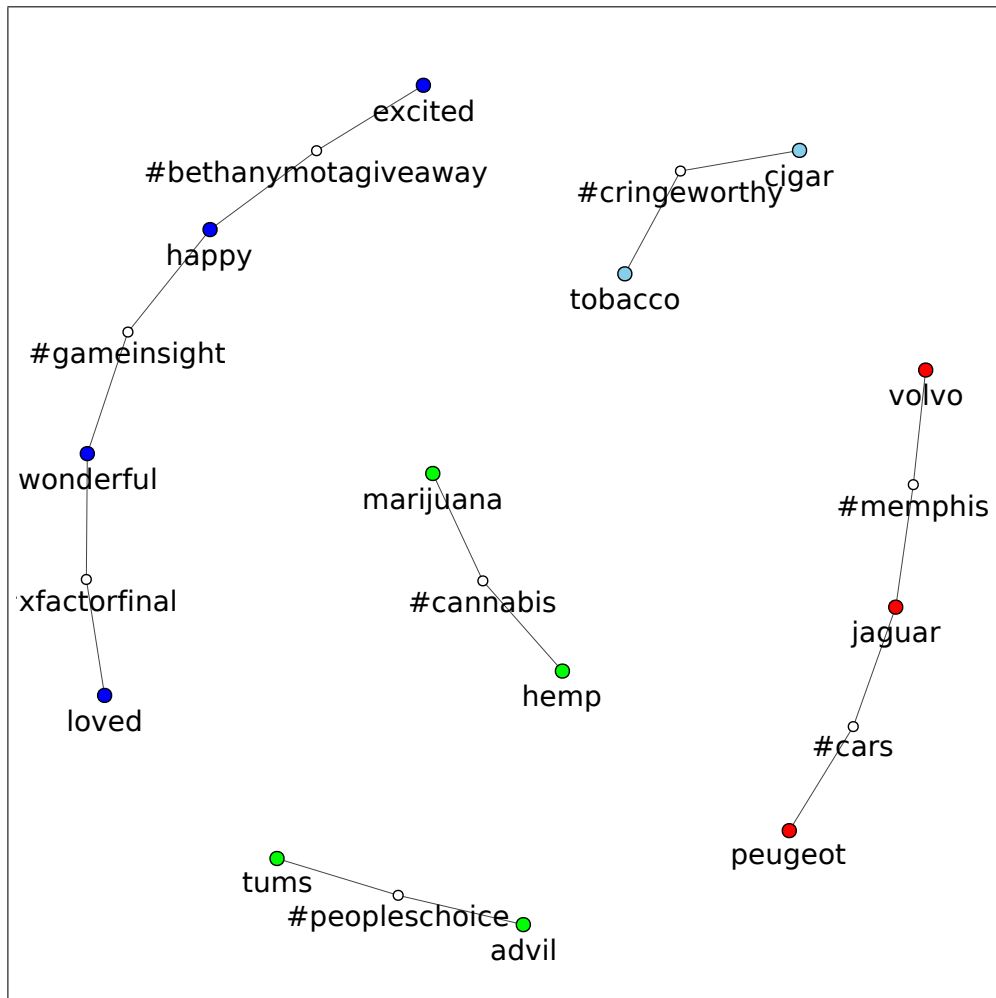 excited
#bethanymotagiveaway
cigar
#cringeworthy
happy
tobacco
#gameinsight
volvo
wonderful
marijuana
#memphis
xfactorfinal
#cannabis
jaguar
hemp
loved
#cars
peugeot
tums
#peopleschoice
advil